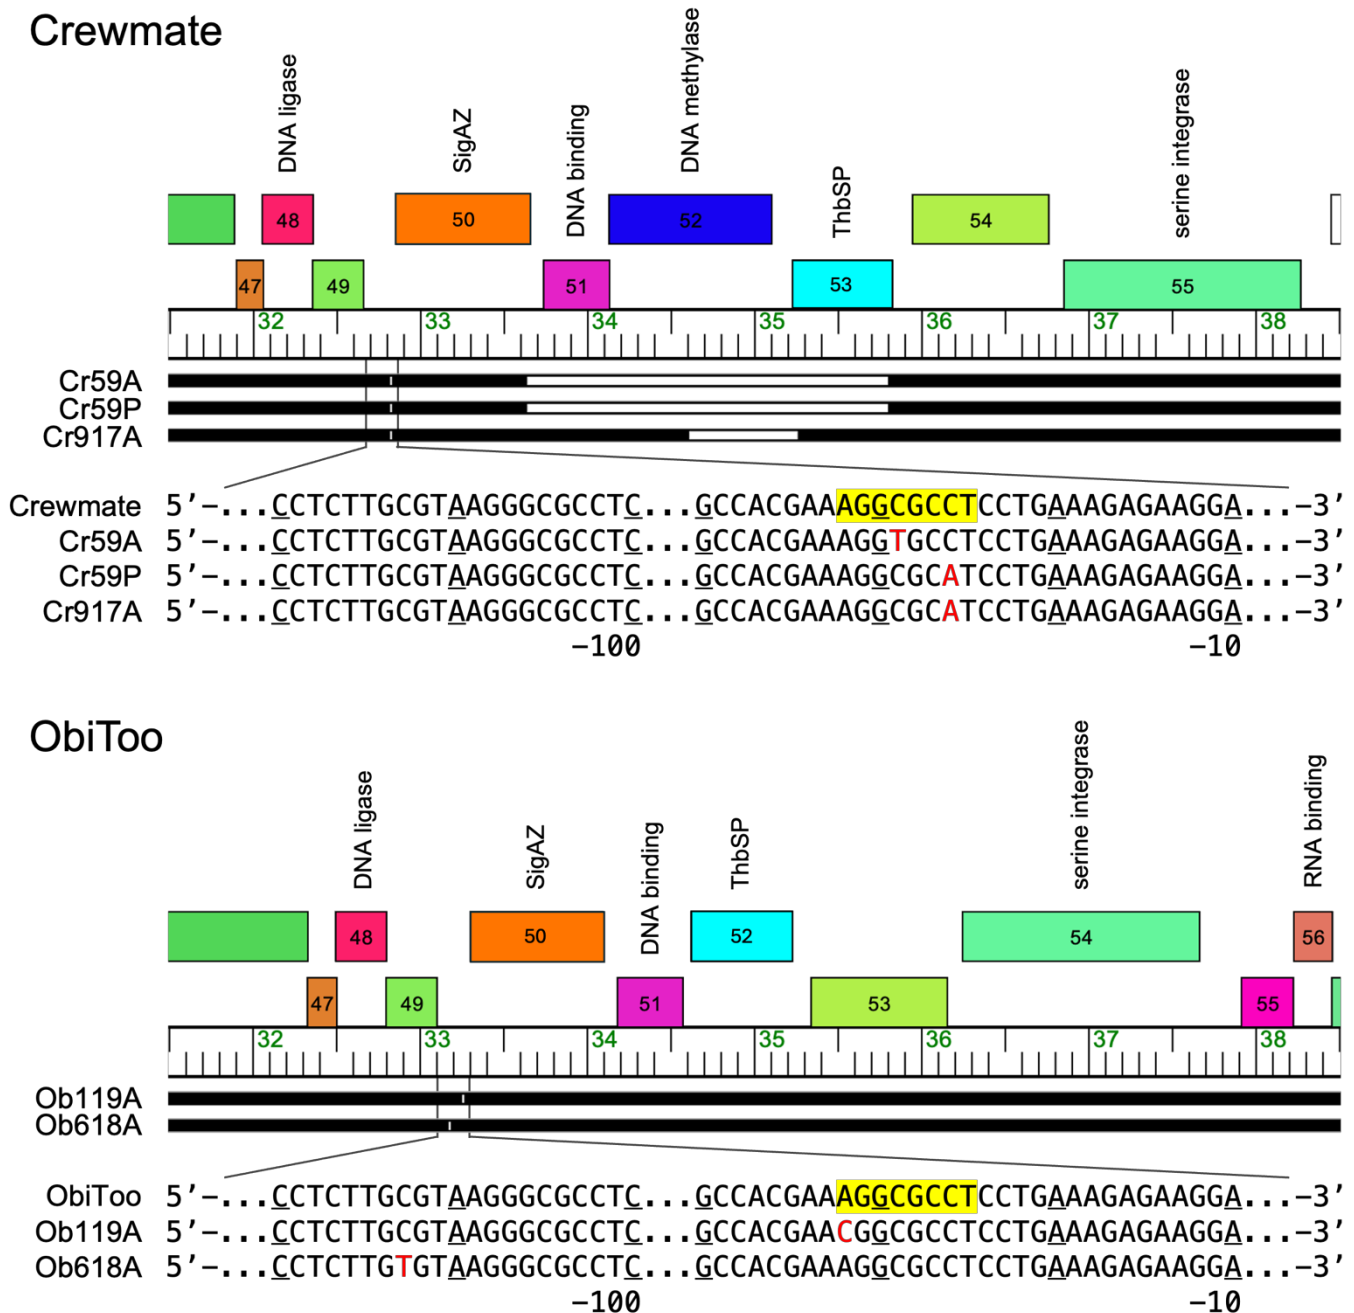 Crewmate
DNA ligase
SigAZ
DNA binding
DNA methylase
ThbSP
serine integrase
48 50 52 54
47 49 51 53 55
32 33 34 35 36 37 38
Cr59A
Cr59P
Cr917A
Crewmate 5’–...CCTCTTGCGTAAGGGCGCCTC...GCCACGAAAGGCGCCTCCTGAAAGAGAAGGA...–3’
Cr59A 5’–...CCTCTTGCGTAAGGGCGCCTC...GCCACGAAAGGTGCCTCCTGAAAGAGAAGGA...–3’
Cr59P 5’–...CCTCTTGCGTAAGGGCGCCTC...GCCACGAAAGGCGCATCCTGAAAGAGAAGGA...–3’
Cr917A 5’–...CCTCTTGCGTAAGGGCGCCTC...GCCACGAAAGGCGCATCCTGAAAGAGAAGGA...–3’
–100 –10
ObiToo
DNA ligase
SigAZ
DNA binding
ThbSP
serine integrase
RNA binding
48 50 52 54 56
47 49 51 53 55
32 33 34 35 36 37 38
Ob119A
Ob618A
ObiToo 5’–...CCTCTTGCGTAAGGGCGCCTC...GCCACGAAAGGCGCCTCCTGAAAGAGAAGGA...–3’
Ob119A 5’–...CCTCTTGCGTAAGGGCGCCTC...GCCACGAACGGCGCCTCCTGAAAGAGAAGGA...–3’
Ob618A 5’–...CCTCTTGTGTAAGGGCGCCTC...GCCACGAAAGGCGCCTCCTGAAAGAGAAGGA...–3’
–100 –10